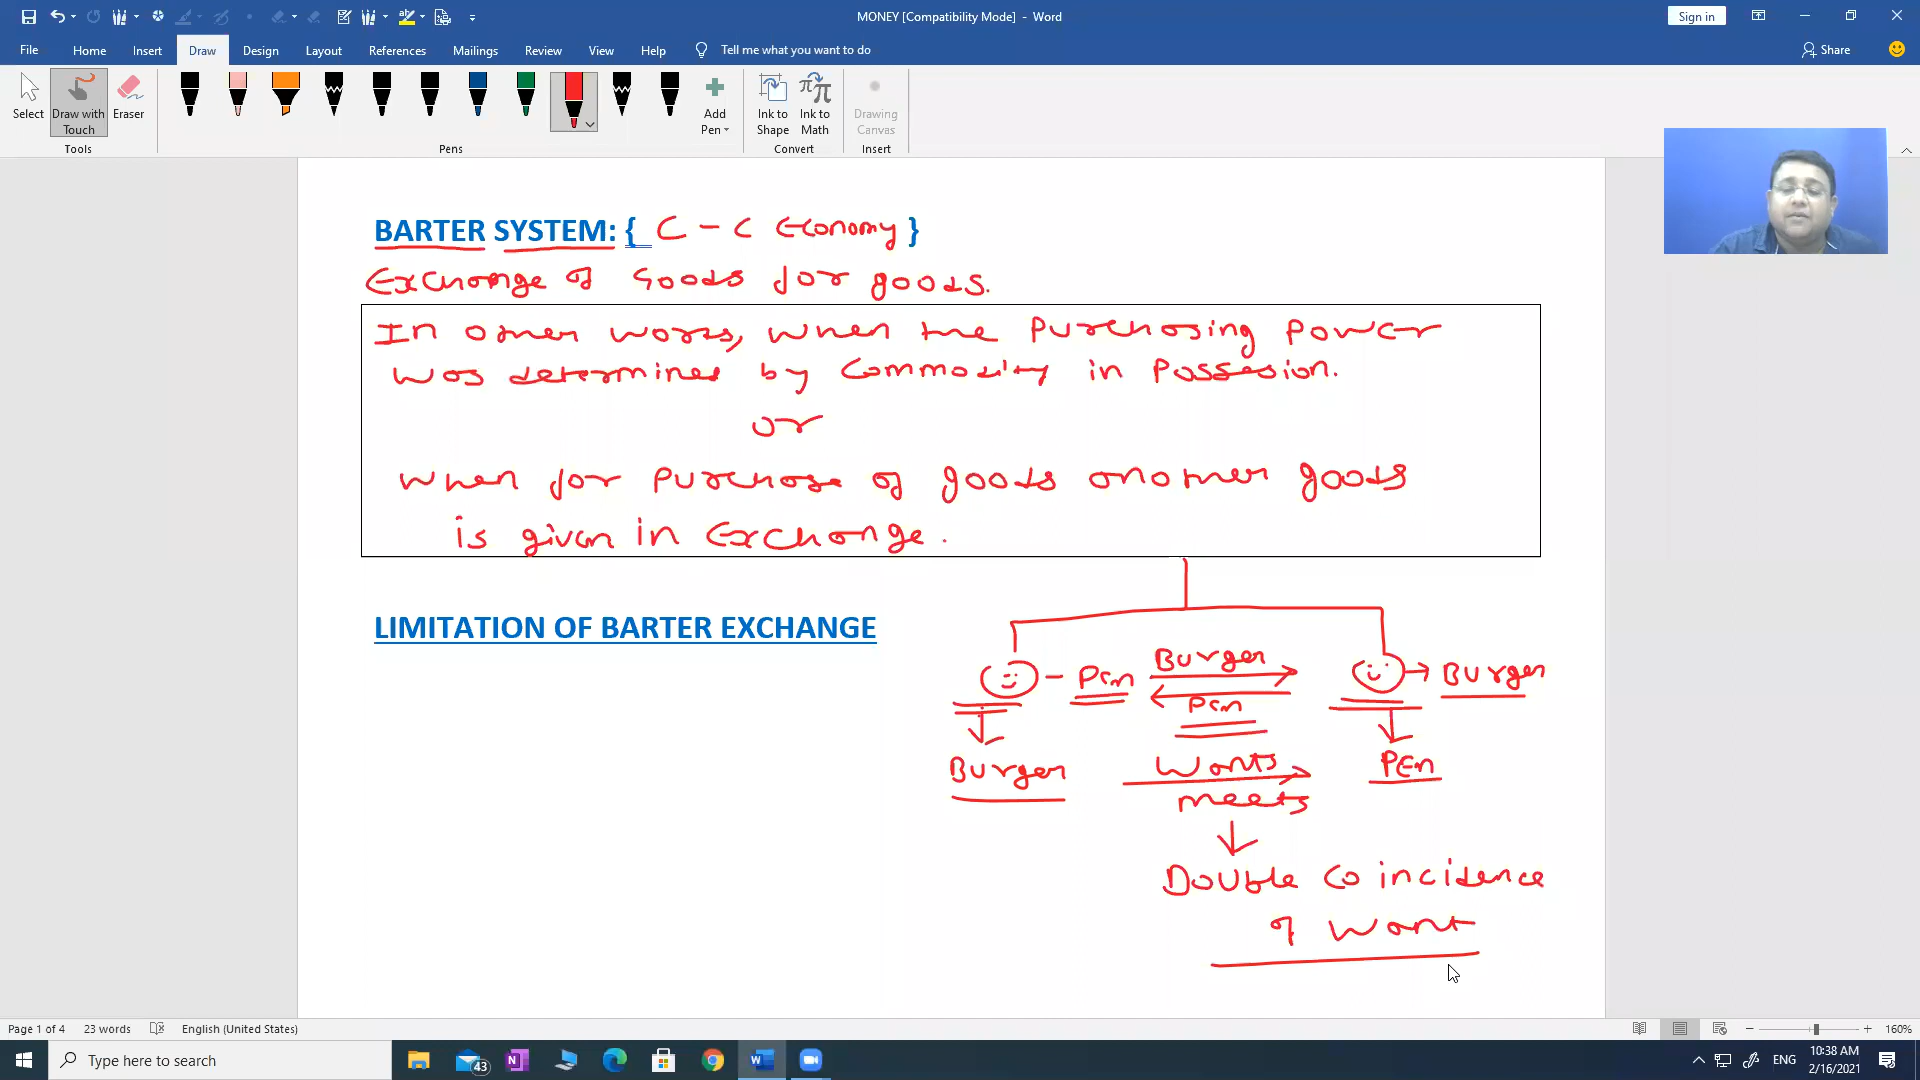 MONEY [Compatibility Mode] - Word
Sign in
File Home Insert Draw Design Layout References Mailings Review View Help Tell me what you want to do Share
Select
Draw with Touch
Eraser
Add Pen
Ink to Shape
Ink to Math
Drawing Canvas
Tools Pens Convert Insert
BARTER SYSTEM: { C - C Economy }
Exchange of Goods for goods.
In other words, when the Purchasing Power
was determined by Commodity in Possesion.
or
when for Purchase of goods another goods
is given in Exchange.
LIMITATION OF BARTER EXCHANGE
Pen Burger Burger
Pen
Burger Wants PEn
meets
Double Coincidence
of Want
Page 1 of 4 23 words English (United States) 160%
Type here to search 43 ENG 10:38 AM
2/16/2021